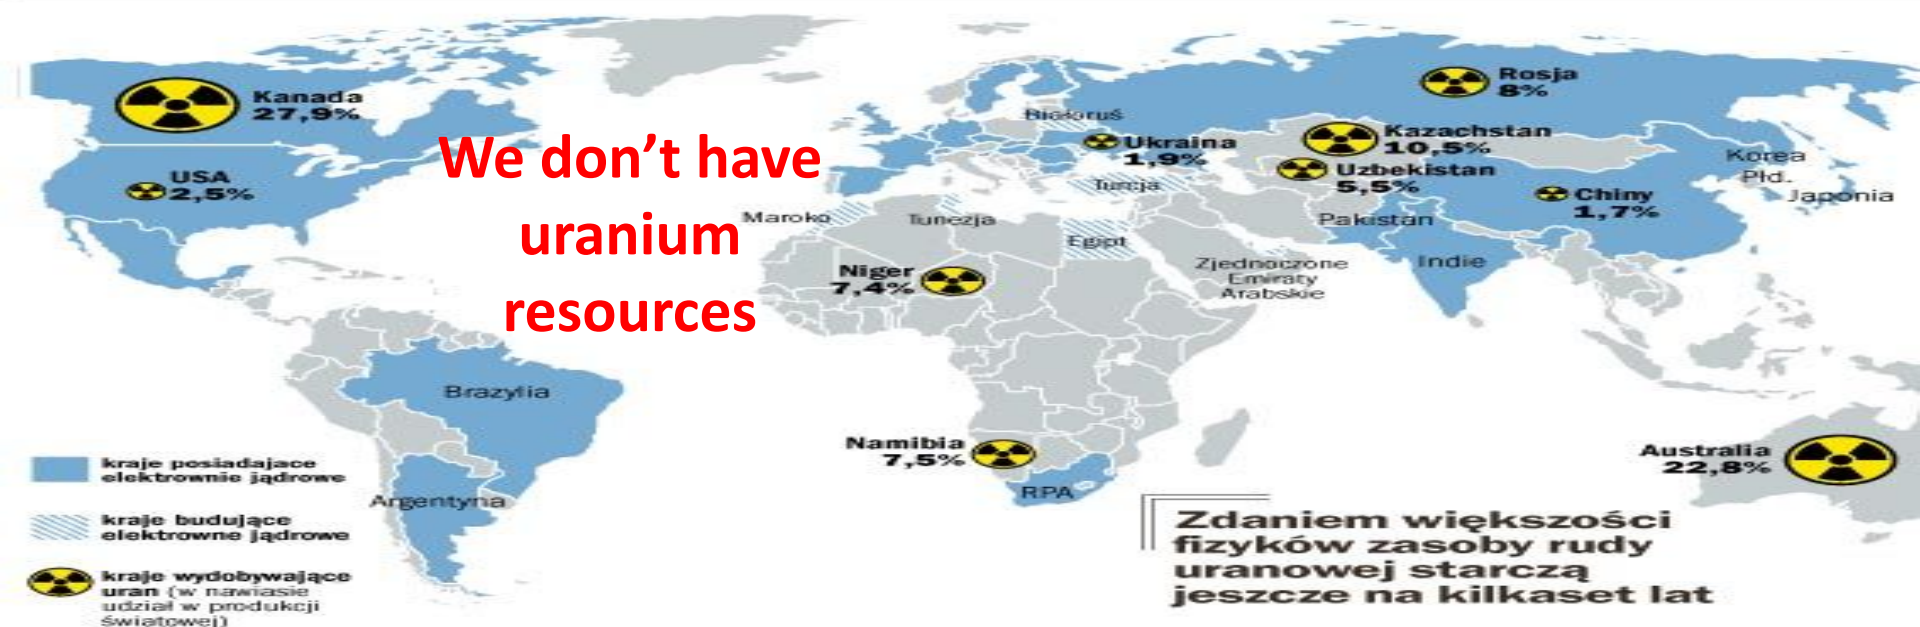 Kanada
27,9%
USA
2,5%
We don't have
uranium
resources
Rosja
8%
Białoruś
Ukraina
1,9%
Kazachstan
10,5%
Uzbekistan
5,5%
Turcja
Chiny
1,7%
Korea
Płd.
Japonia
Maroko
Tunezja
Egipt
Pakistan
Indie
Zjednoczone
Emiraty
Arabskie
Niger
7,4%
Brazylia
Namibia
7,5%
RPA
Argentyna
Australia
22,8%
kraje posiadajace
elektrownie jądrowe
kraje budujące
elektrowne jądrowe
kraje wydobywające
uran (w nawiasie
udział w produkcji
światowej)
Zdaniem większości
fizyków zasoby rudy
uranowej starczą
jeszcze na kilkaset lat